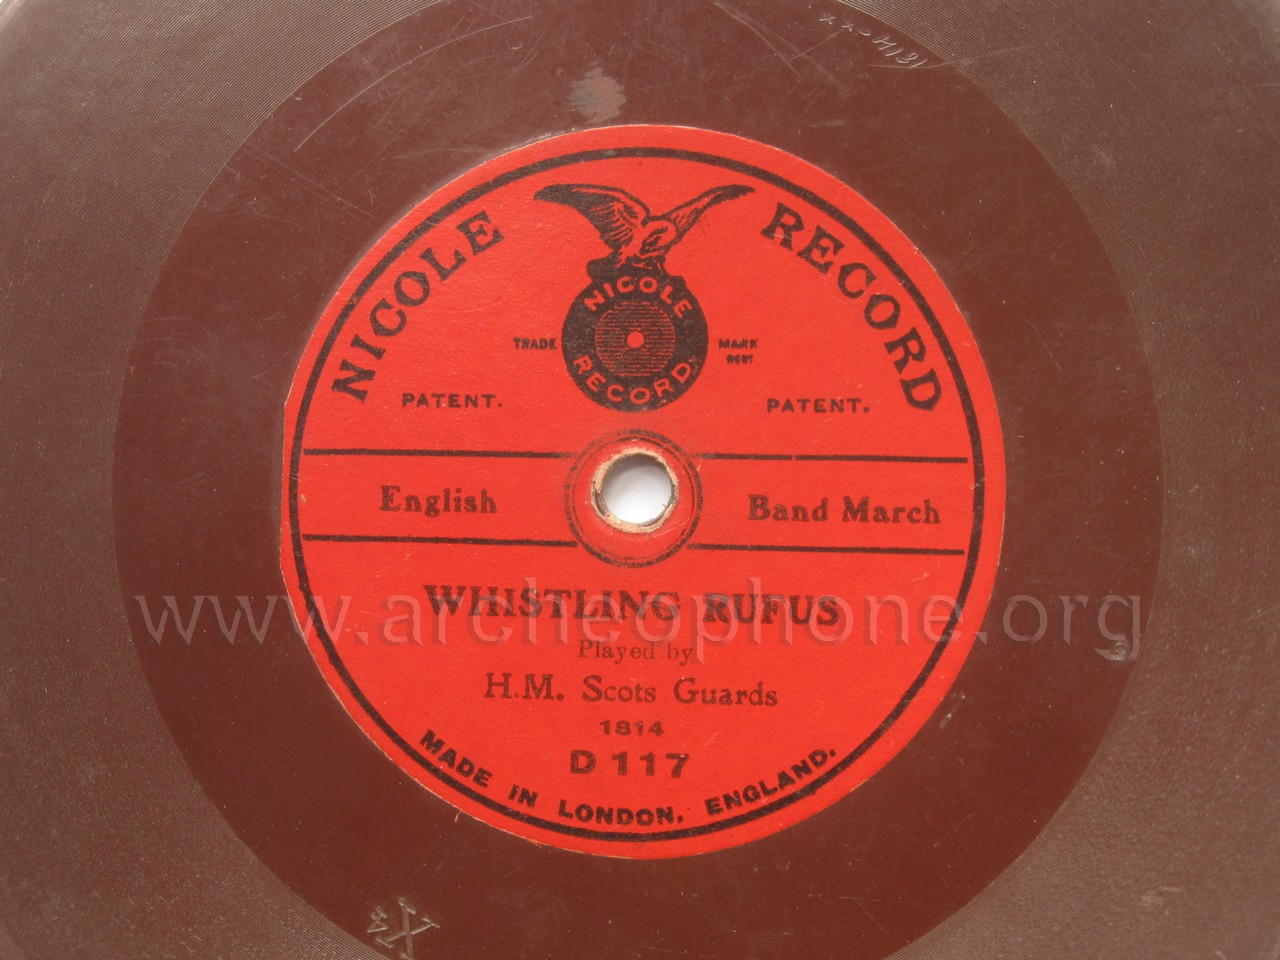 NICOLE RECORD
NICOLE
RECORD
TRADE MARK
PATENT. PATENT.
English Band March
WHISTLING RUFUS
Played by
H.M. Scots Guards
1814
D 117
MADE IN LONDON, ENGLAND.
www.archeophone.org